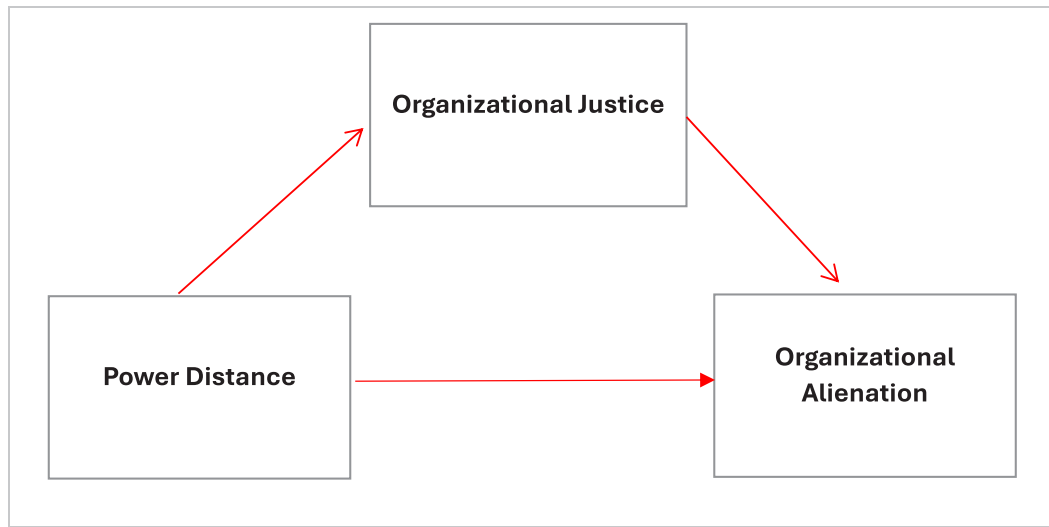 Organizational Justice
Power Distance
Organizational
Alienation